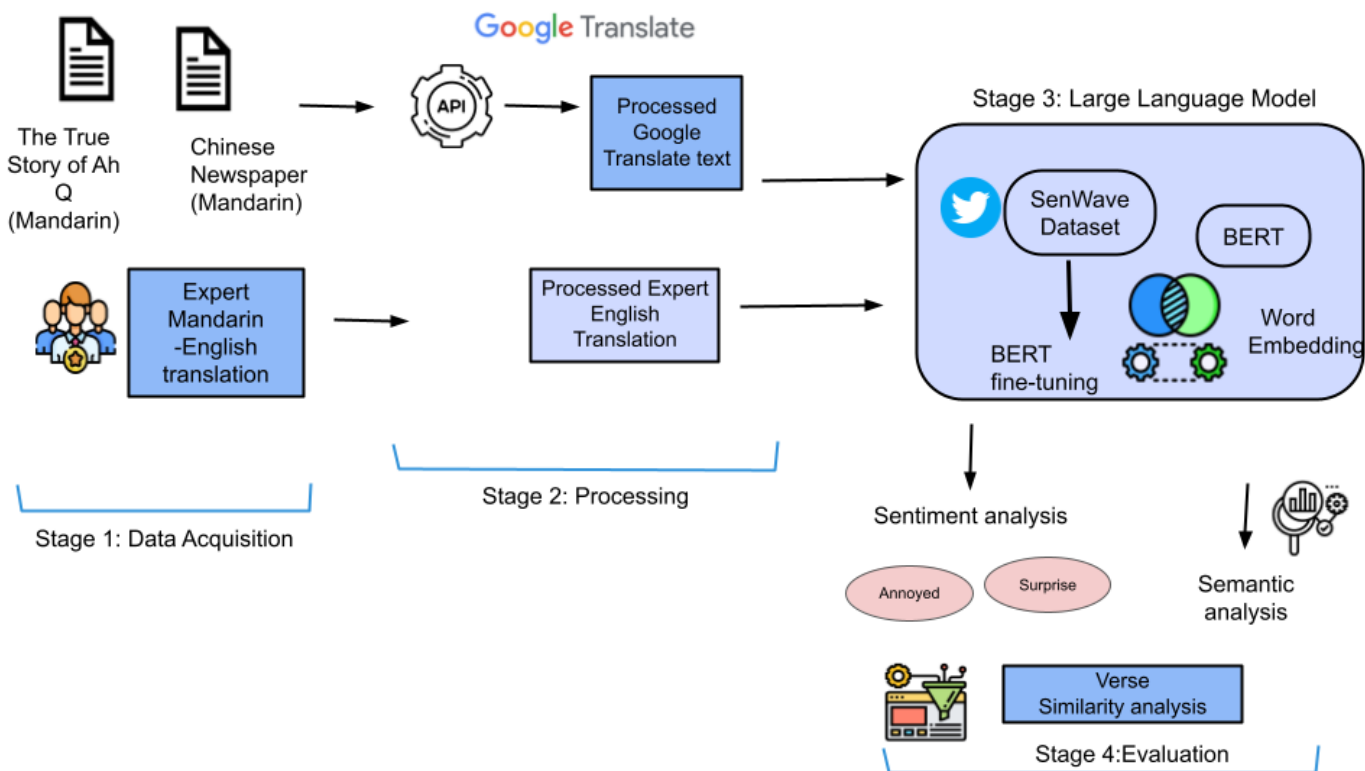 Google Translate
The True
Story of Ah
Q
(Mandarin)
Chinese
Newspaper
(Mandarin)
API
Processed
Google
Translate text
Stage 3: Large Language Model
SenWave
Dataset
BERT
Expert
Mandarin
-English
translation
Processed Expert
English
Translation
BERT
fine-tuning
Word
Embedding
Stage 1: Data Acquisition
Stage 2: Processing
Sentiment analysis
Annoyed
Surprise
Semantic
analysis
Verse
Similarity analysis
Stage 4:Evaluation